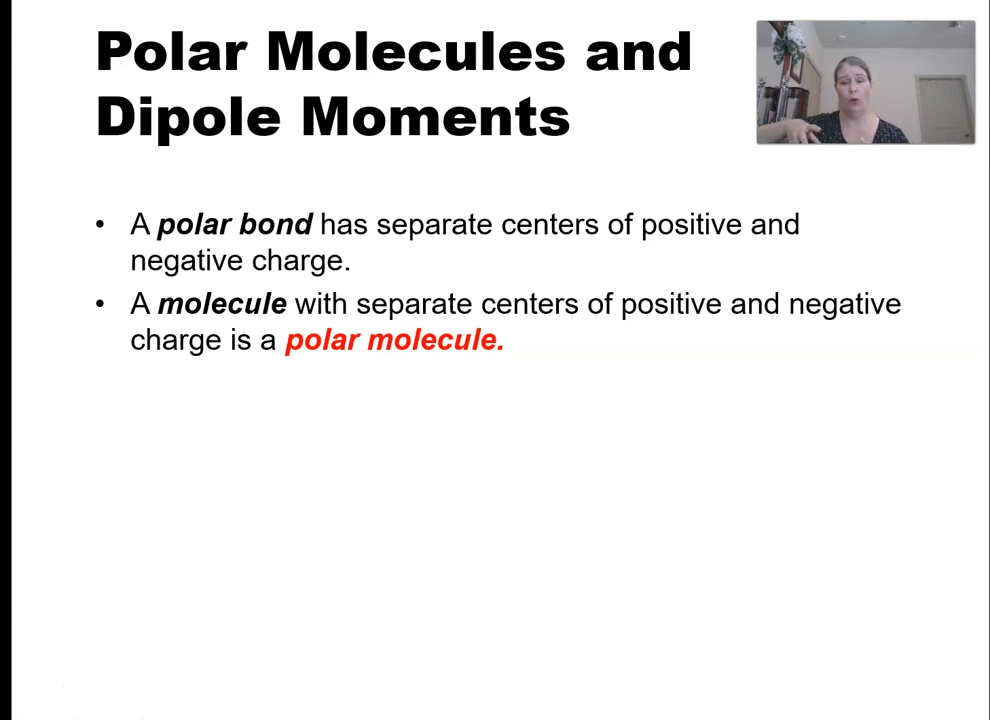 Polar Molecules and
Dipole Moments
• A polar bond has separate centers of positive and
negative charge.
• A molecule with separate centers of positive and negative
charge is a polar molecule.